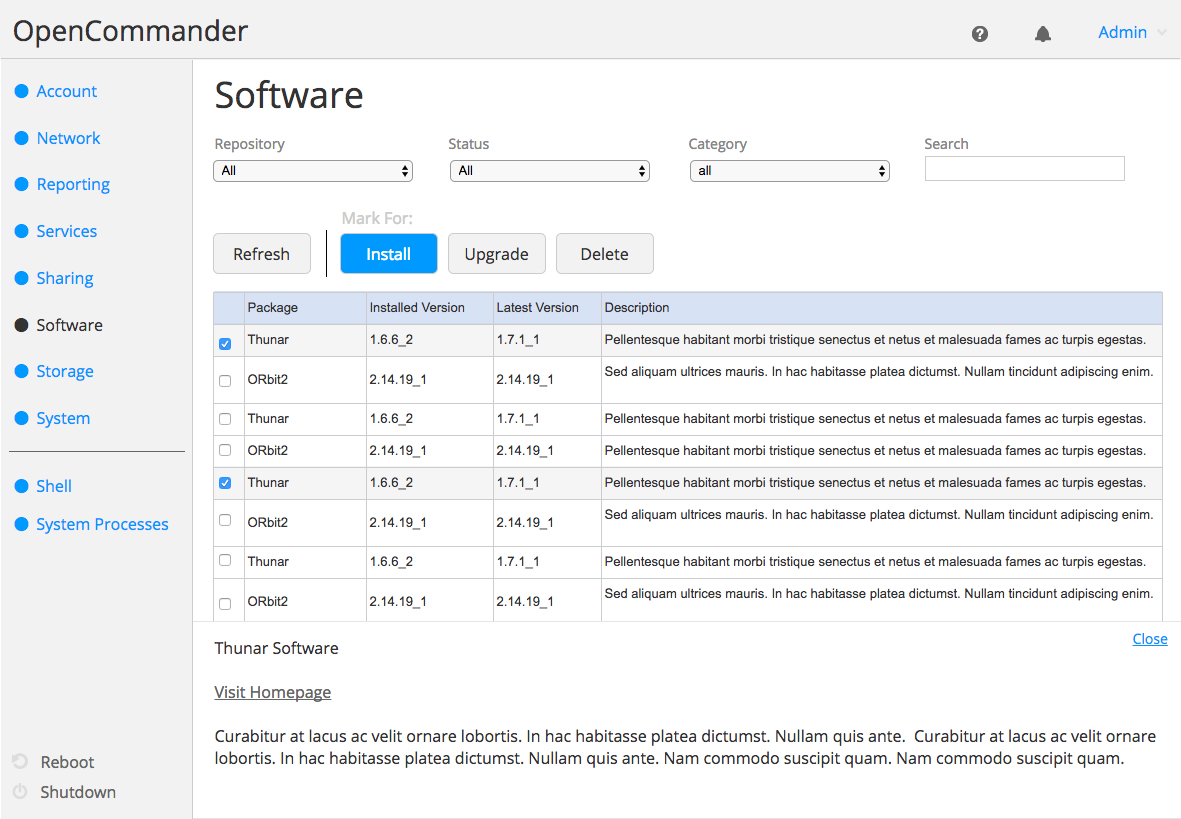 OpenCommander
Admin
Account
Network
Reporting
Services
Sharing
Software
Storage
System
Shell
System Processes
Reboot
Shutdown
Software
Repository Status Category Search
All All all
Mark For:
Refresh Install Upgrade Delete
Package Installed Version Latest Version Description
Thunar 1.6.6_2 1.7.1_1 Pellentesque habitant morbi tristique senectus et netus et malesuada fames ac turpis egestas.
ORbit2 2.14.19_1 2.14.19_1 Sed aliquam ultrices mauris. In hac habitasse platea dictumst. Nullam tincidunt adipiscing enim.
Thunar 1.6.6_2 1.7.1_1 Pellentesque habitant morbi tristique senectus et netus et malesuada fames ac turpis egestas.
ORbit2 2.14.19_1 2.14.19_1 Pellentesque habitant morbi tristique senectus et netus et malesuada fames ac turpis egestas.
Thunar 1.6.6_2 1.7.1_1 Pellentesque habitant morbi tristique senectus et netus et malesuada fames ac turpis egestas.
ORbit2 2.14.19_1 2.14.19_1 Sed aliquam ultrices mauris. In hac habitasse platea dictumst. Nullam tincidunt adipiscing enim.
Thunar 1.6.6_2 1.7.1_1 Pellentesque habitant morbi tristique senectus et netus et malesuada fames ac turpis egestas.
ORbit2 2.14.19_1 2.14.19_1 Sed aliquam ultrices mauris. In hac habitasse platea dictumst. Nullam tincidunt adipiscing enim.
Close
Thunar Software
Visit Homepage
Curabitur at lacus ac velit ornare lobortis. In hac habitasse platea dictumst. Nullam quis ante.  Curabitur at lacus ac velit ornare
lobortis. In hac habitasse platea dictumst. Nullam quis ante. Nam commodo suscipit quam. Nam commodo suscipit quam.